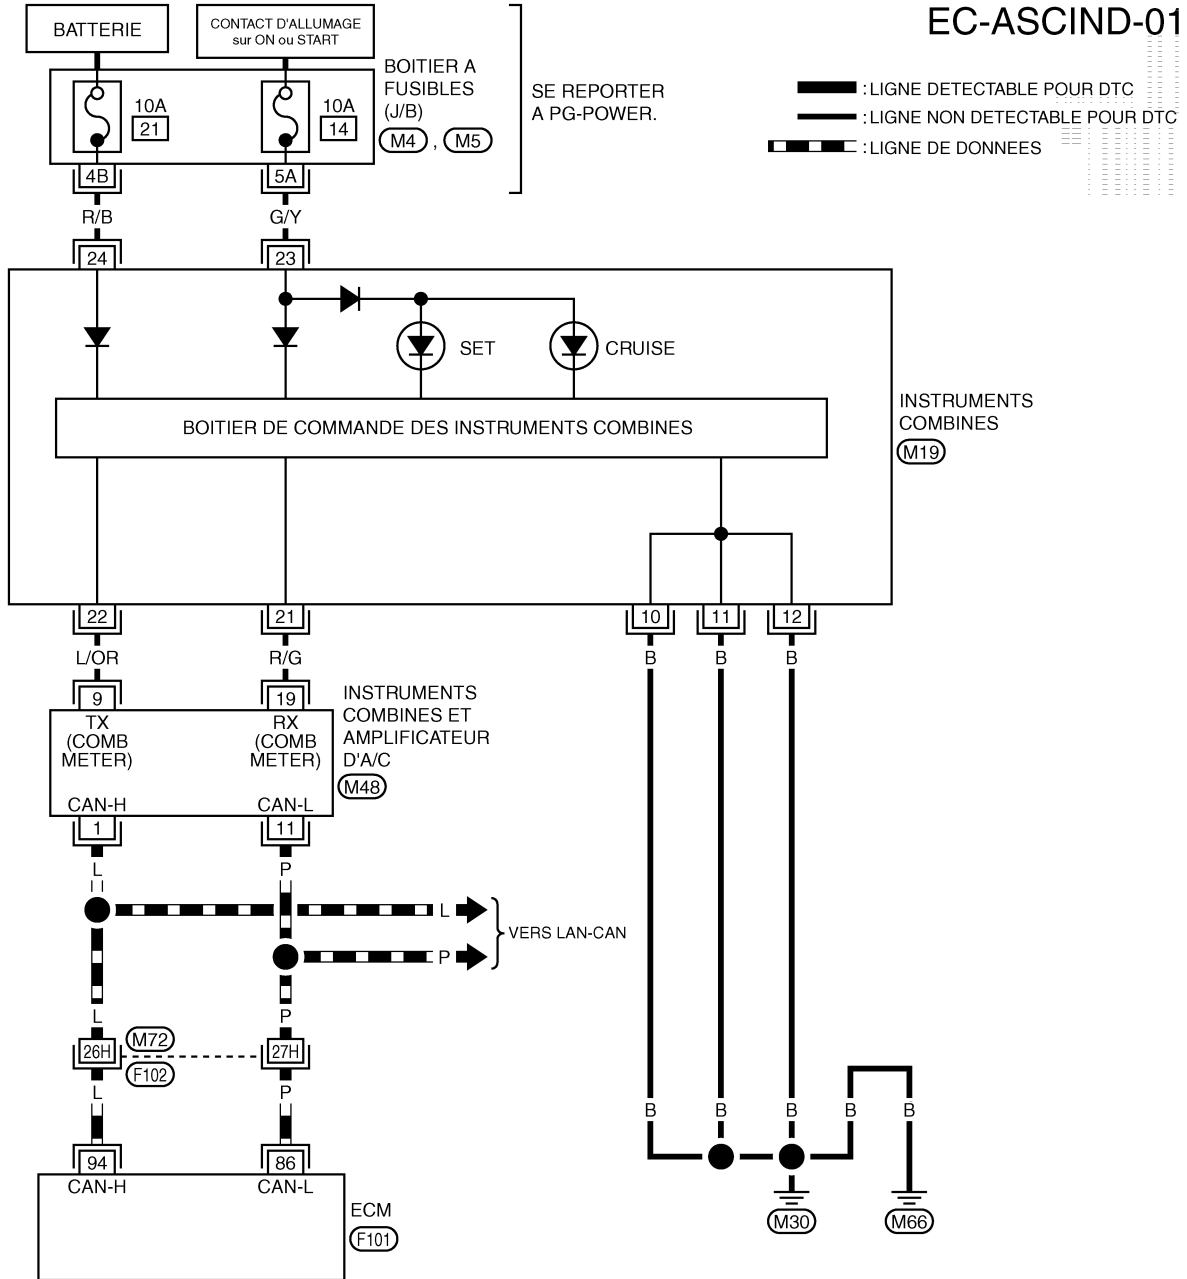 EC-ASCIND-01
BATTERIE
CONTACT D'ALLUMAGE
sur ON ou START
10A
21
10A
14
BOITIER A
FUSIBLES
(J/B)
M4 , M5
SE REPORTER
A PG-POWER.
: LIGNE DETECTABLE POUR DTC
: LIGNE NON DETECTABLE POUR DTC
: LIGNE DE DONNEES
4B
5A
R/B
G/Y
24
23
SET
CRUISE
BOITIER DE COMMANDE DES INSTRUMENTS COMBINES
INSTRUMENTS
COMBINES
M19
22
21
10
11
12
L/OR
R/G
B
B
B
9
19
TX
(COMB
METER)
RX
(COMB
METER)
INSTRUMENTS
COMBINES ET
AMPLIFICATEUR
D'A/C
M48
CAN-H
CAN-L
1
11
L
P
L
P
VERS LAN-CAN
L
P
26H
M72
F102
27H
L
P
B
B
B
B
B
94
86
CAN-H
CAN-L
ECM
F101
M30
M66